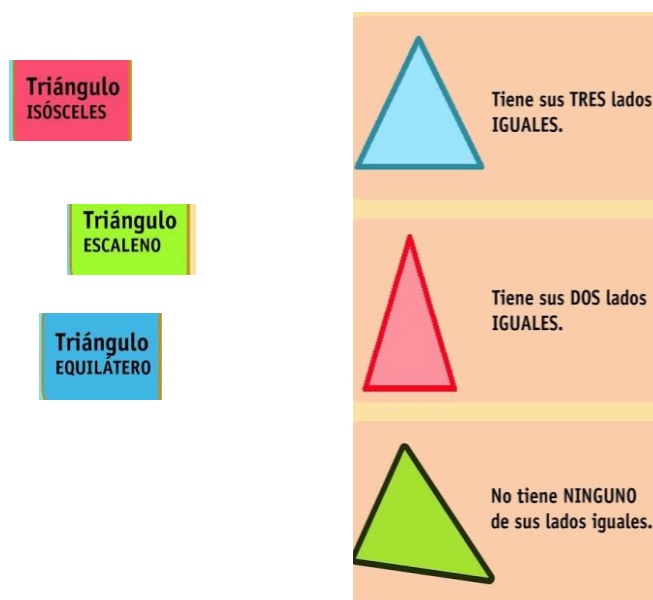 Triángulo
ISÓSCELES
Triángulo
ESCALENO
Triángulo
EQUILÁTERO
Tiene sus TRES lados
IGUALES.
Tiene sus DOS lados
IGUALES.
No tiene NINGUNO
de sus lados iguales.